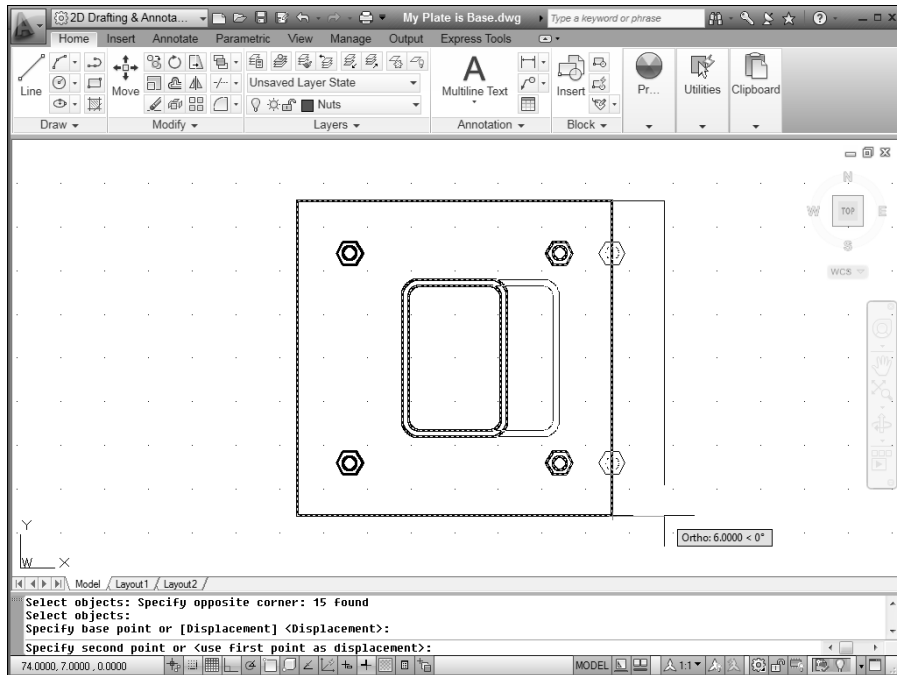 2D Drafting & Annota...
My Plate is Base.dwg
Type a keyword or phrase
Home Insert Annotate Parametric View Manage Output Express Tools
Line
Move
Unsaved Layer State
Nuts
A
Multiline Text
Insert
Pr...
Utilities
Clipboard
Draw
Modify
Layers
Annotation
Block
N
W
TOP
E
S
WCS
Ortho: 6.0000 < 0°
Y
W
X
Model Layout1 Layout2
Select objects: Specify opposite corner: 15 found
Select objects:
Specify base point or [Displacement] <Displacement>:
Specify second point or <use first point as displacement>:
74.0000, 7.0000 , 0.0000
MODEL
1:1